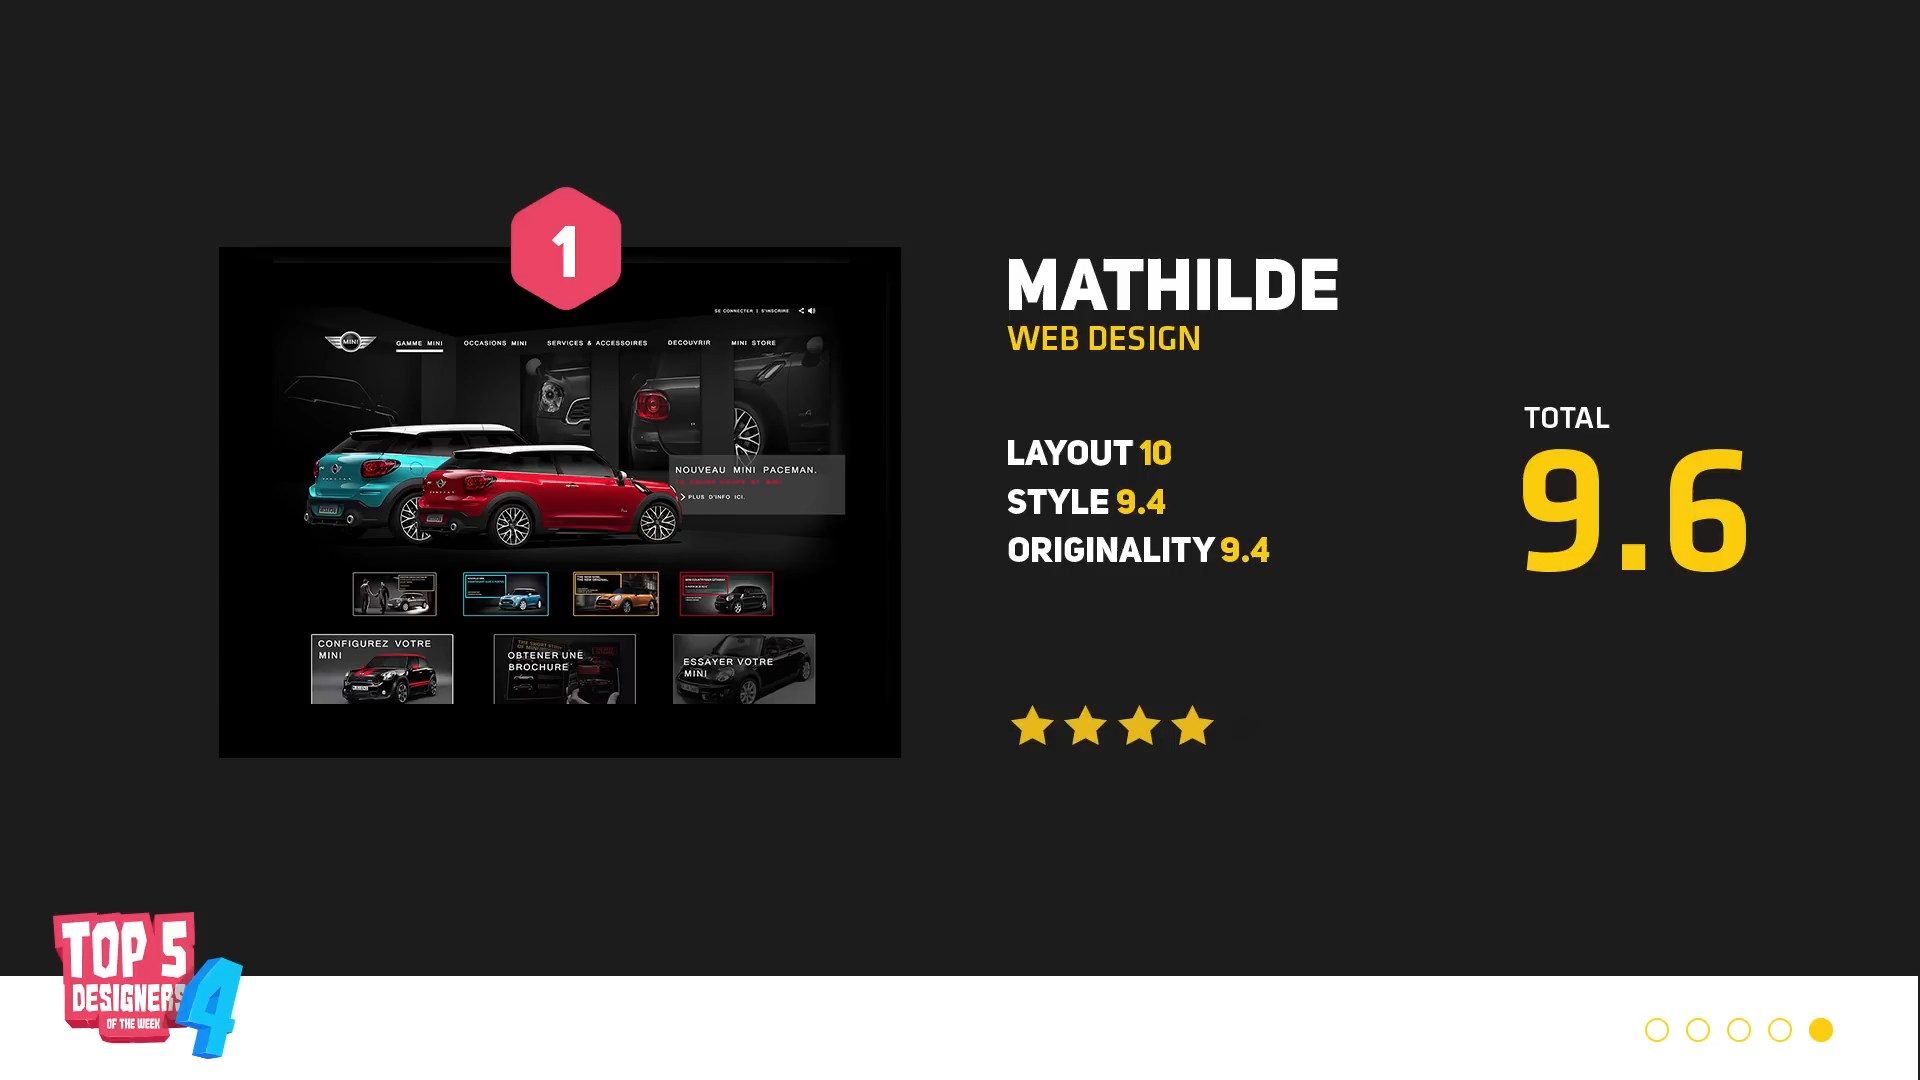 1
SE CONNECTER | S'INSCRIRE
MINI
GAMME MINI
OCCASIONS MINI
SERVICES & ACCESSOIRES
DECOUVRIR
MINI STORE
NOUVEAU MINI PACEMAN.
PLUS D'INFO ICI.
CONFIGUREZ VOTRE
MINI
OBTENER UNE
BROCHURE
ESSAYER VOTRE
MINI
MATHILDE
WEB DESIGN
LAYOUT 10
STYLE 9.4
ORIGINALITY 9.4
TOTAL
9.6
TOP 5
DESIGNERS
OF THE WEEK
4